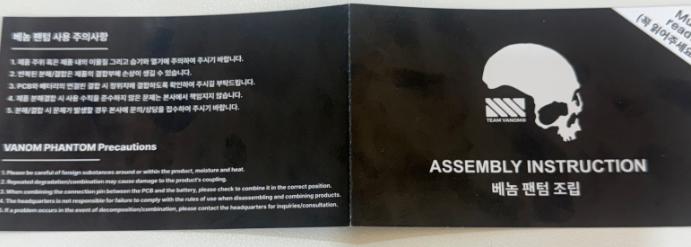 베놈 팬텀 사용 주의사항
1. 제품 주위 혹은 제품 내의 이물질 그리고 습기와 열기에 주의하여 주시기 바랍니다.
2. 반복된 분해/결합은 제품의 결합부에 손상이 생길 수 있습니다.
3. PCB와 배터리의 연결핀 결합 시 정위치에 결합하도록 확인하여 주시길 부탁드립니다.
4. 제품 분해결합 시 사용 수칙을 준수하지 않은 문제는 본사에서 책임지지 않습니다.
5. 분해/결합 시 문제가 발생할 경우 본사에 문의/상담을 접수하여 주시기 바랍니다.
VANOM PHANTOM Precautions
1. Please be careful of foreign substances around or within the product, moisture and heat.
2. Repeated degradation/combination may cause damage to the product's coupling.
3. When combining the connection pin between the PCB and the battery, please check to combine it in the correct position.
4. The headquarters is not responsible for failure to comply with the rules of use when disassembling and combining products.
5. If a problem occurs in the event of decomposition/combination, please contact the headquarters for inquiries/consultation.
read
(꼭 읽어주세요
TEAM VANOMS
ASSEMBLY INSTRUCTION
베놈 팬텀 조립